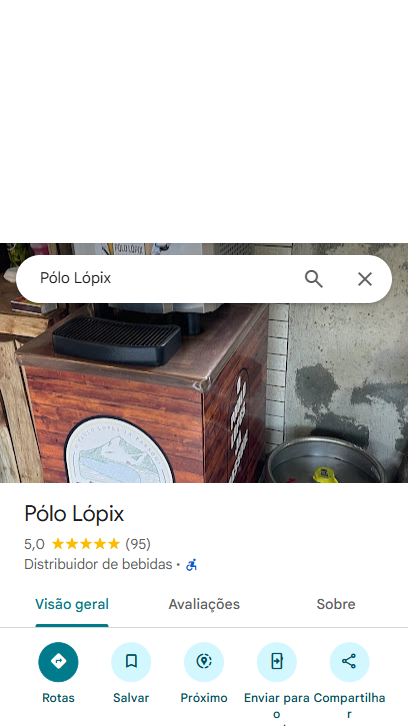 PÓLO LÓPIX
Pólo Lópix
Pólo Lópix
5,0 (95)
Distribuidor de bebidas ·
Visão geral Avaliações Sobre
Rotas Salvar Próximo Enviar para o Compartilhar